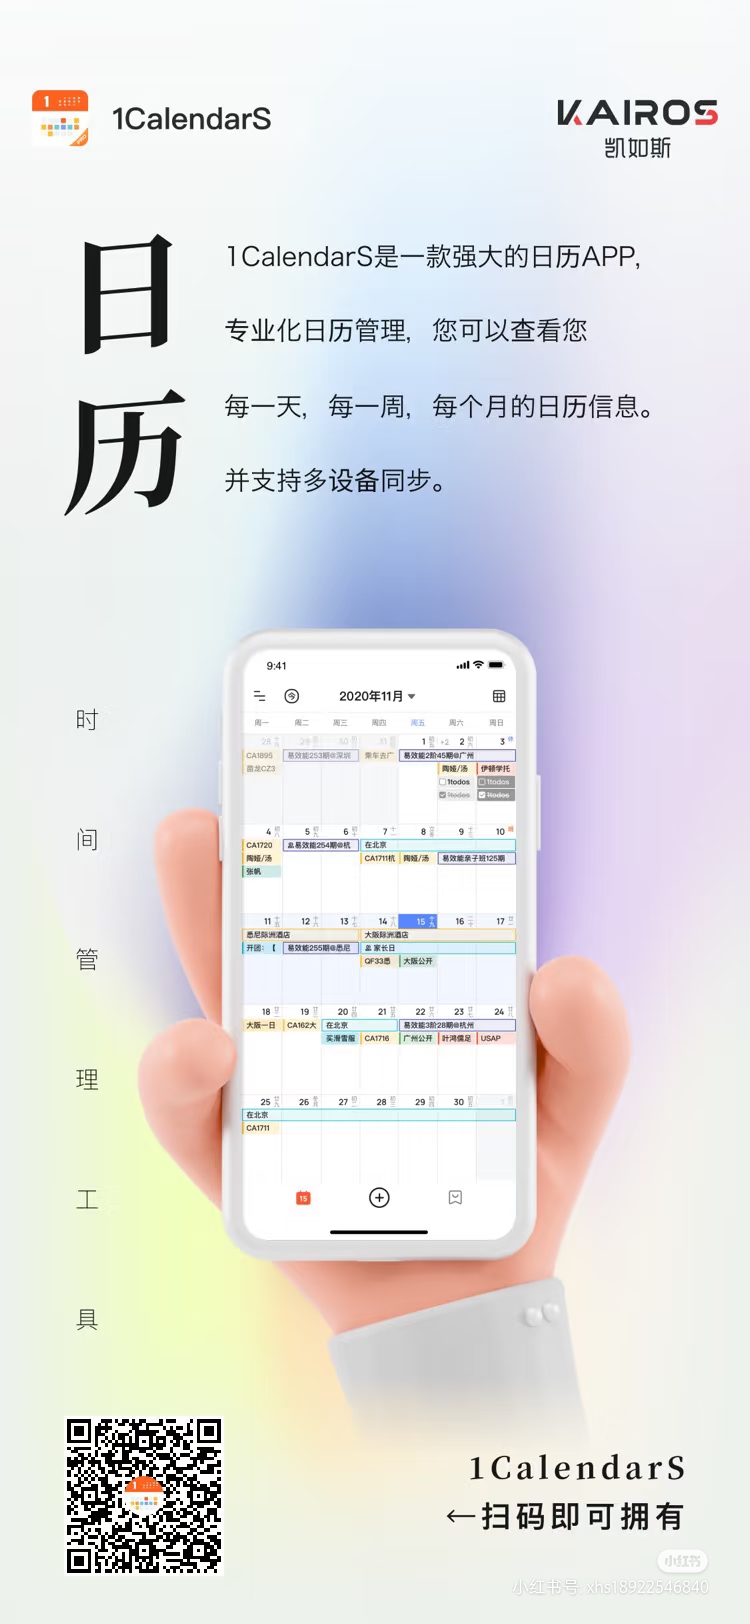 1CalendarS
KAIROS
凯如斯
日历
1CalendarS是一款强大的日历APP,
专业化日历管理, 您可以查看您
每一天, 每一周, 每个月的日历信息。
并支持多设备同步。
时间管理工具
9:41
今
2020年11月
周一 周二 周三 周四 周五 周六 周日
28 29 30 31 1 +2 2 3 休
CA1895 易效能253期@深圳 乘车去广 易效能2阶45期@广州
苗龙CZ3 陶娅/汤 伊顿学托
1todos 1todos
1todos 1todos
4 5 6 7 8 9 10
CA1720 易效能254期@杭 在北京
陶娅/汤 CA1711杭 陶娅/汤 易效能亲子班125期
张帆
11 12 13 14 15 16 17
悉尼际洲酒店 大阪际洲酒店
开团:【 易效能255期@悉尼 家长日
QF33悉 大阪公开
18 19 20 21 22 23 24
大阪一日 CA162大 在北京 易效能3阶28期@杭州
买滑雪服 CA1716 广州公开 叶鸿儒足 USAP
25 26 27 28 29 30
在北京
CA1711
15
1CalendarS
←扫码即可拥有
小红书
小红书号 xhs18922546840